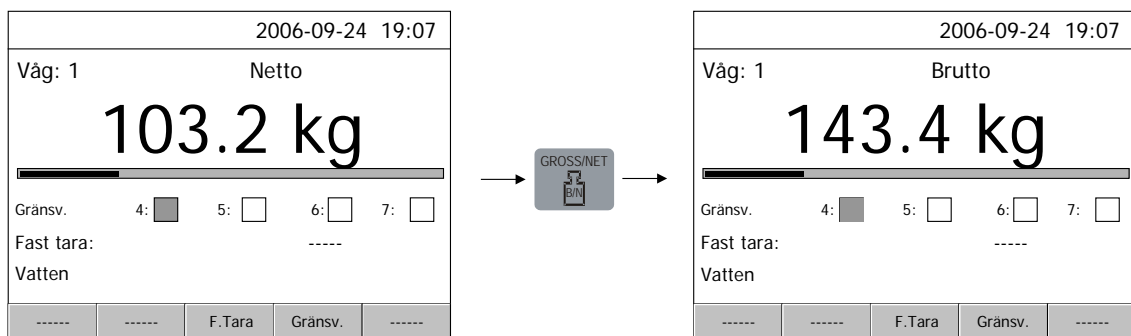 2006-09-24 19:07
Våg: 1 Netto
103.2 kg
Gränsv. 4: 5: 6: 7:
Fast tara: -----
Vatten
------ ------ F.Tara Gränsv. ------
GROSS/NET
B/N
2006-09-24 19:07
Våg: 1 Brutto
143.4 kg
Gränsv. 4: 5: 6: 7:
Fast tara: -----
Vatten
------ ------ F.Tara Gränsv. ------